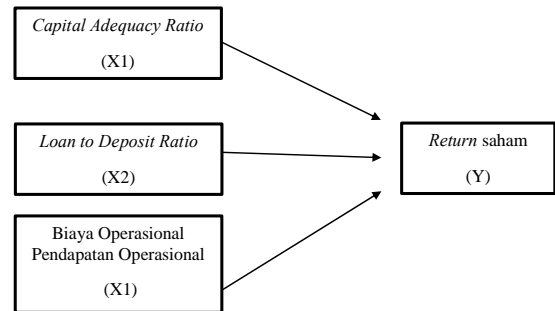 Capital Adequacy Ratio
(X1)
Loan to Deposit Ratio
(X2)
Biaya Operasional
Pendapatan Operasional
(X1)
Return saham
(Y)